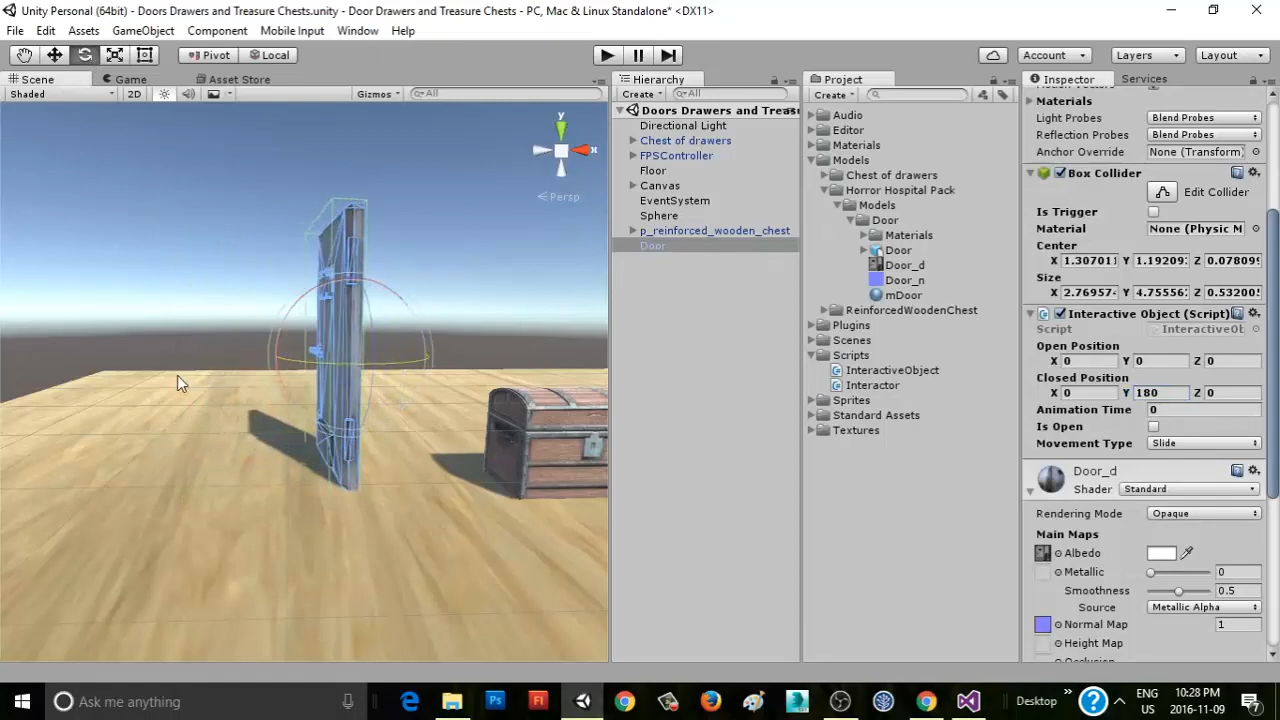 Unity Personal (64bit) - Doors Drawers and Treasure Chests.unity - Door Drawers and Treasure Chests - PC, Mac & Linux Standalone* <DX11>
File Edit Assets GameObject Component Mobile Input Window Help
Pivot Local Account Layers Layout
Scene Game Asset Store
Shaded 2D Gizmos All
y
x
Persp
Hierarchy
Create All
Doors Drawers and Treasu
Directional Light
Chest of drawers
FPSController
Floor
Canvas
EventSystem
Sphere
p_reinforced_wooden_chest
Door
Project
Create
Audio
Editor
Materials
Models
Chest of drawers
Horror Hospital Pack
Models
Door
Materials
Door
Door_d
Door_n
mDoor
ReinforcedWoodenChest
Plugins
Scenes
Scripts
InteractiveObject
Interactor
Sprites
Standard Assets
Textures
Inspector Services
Materials
Light Probes Blend Probes
Reflection Probes Blend Probes
Anchor Override None (Transform)
Box Collider
Edit Collider
Is Trigger
Material None (Physic M
Center
X 1.30701 Y 1.19209 Z 0.07809
Size
X 2.76957 Y 4.75556 Z 0.53200
Interactive Object (Script)
Script InteractiveOb
Open Position
X 0 Y 0 Z 0
Closed Position
X 0 Y 180 Z 0
Animation Time 0
Is Open
Movement Type Slide
Door_d
Shader Standard
Rendering Mode Opaque
Main Maps
Albedo
Metallic 0
Smoothness 0.5
Source Metallic Alpha
Normal Map 1
Height Map
Ask me anything
Desktop
ENG
US
10:28 PM
2016-11-09